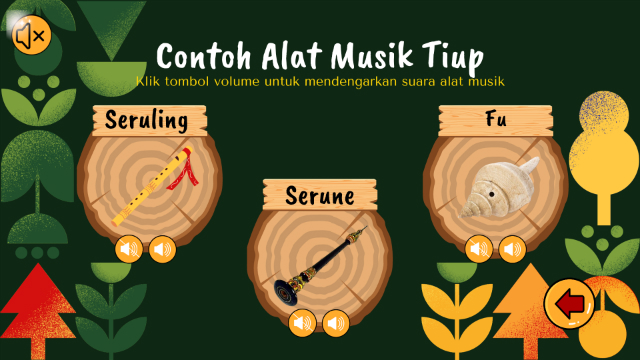 Contoh Alat Musik Tiup
Klik tombol volume untuk mendengarkan suara alat musik
Seruling
Fu
Serune